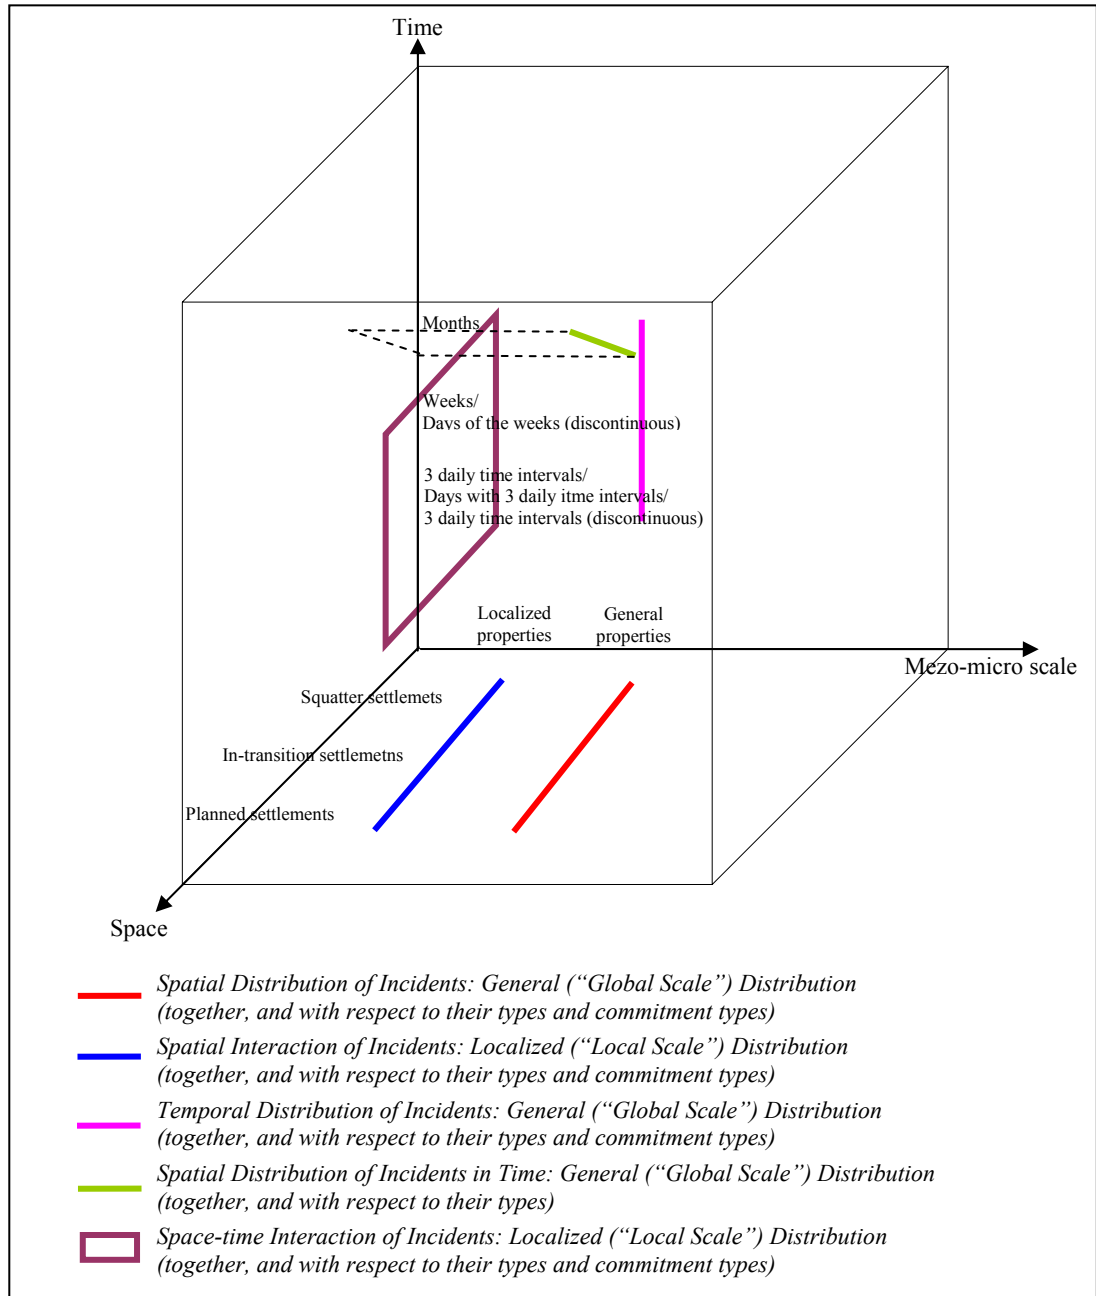 Time
Months
Weeks/
Days of the weeks (discontinuous)
3 daily time intervals/
Days with 3 daily itme intervals/
3 daily time intervals (discontinuous)
Localized
properties
General
properties
Mezo-micro scale
Squatter settlemets
In-transition settlemetns
Planned settlements
Space
Spatial Distribution of Incidents: General (“Global Scale”) Distribution
(together, and with respect to their types and commitment types)
Spatial Interaction of Incidents: Localized (“Local Scale”) Distribution
(together, and with respect to their types and commitment types)
Temporal Distribution of Incidents: General (“Global Scale”) Distribution
(together, and with respect to their types and commitment types)
Spatial Distribution of Incidents in Time: General (“Global Scale”) Distribution
(together, and with respect to their types)
Space-time Interaction of Incidents: Localized (“Local Scale”) Distribution
(together, and with respect to their types and commitment types)